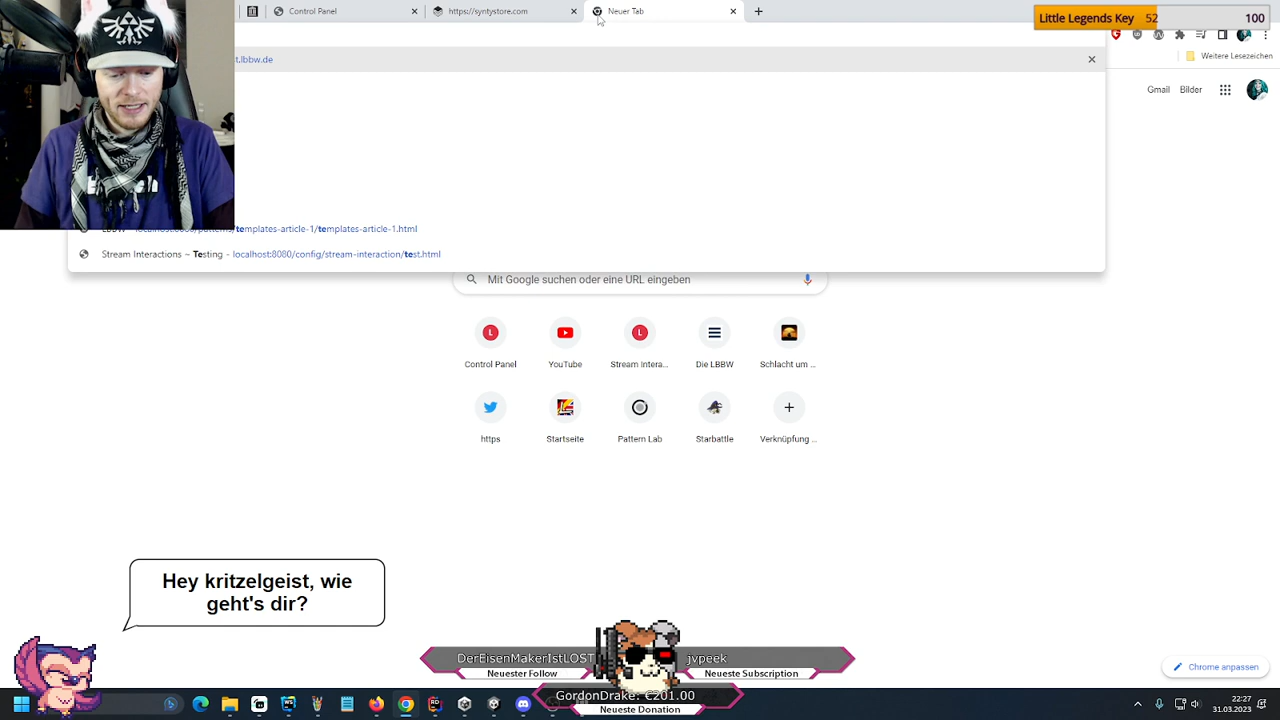 Control Panel
https://syntystore.com
Neuer Tab
Little Legends Key 52 100
t.lbbw.de
Weitere Lesezeichen
Gmail Bilder
LBBW - localhost:8080/patterns/templates-article-1/templates-article-1.html
Stream Interactions ~ Testing - localhost:8080/config/stream-interaction/test.html
Mit Google suchen oder eine URL eingeben
Control Panel
YouTube
Stream Intera...
Die LBBW
Schlacht um ...
https
Startseite
Pattern Lab
Starbattle
Verknüpfung ...
Hey kritzelgeist, wie
geht's dir?
DerEisenMakerIstLOST
Neuester Follow
jvpeek
Neueste Subscription
GordonDrake: €201.00
Neueste Donation
Chrome anpassen
22:27
31.03.2023